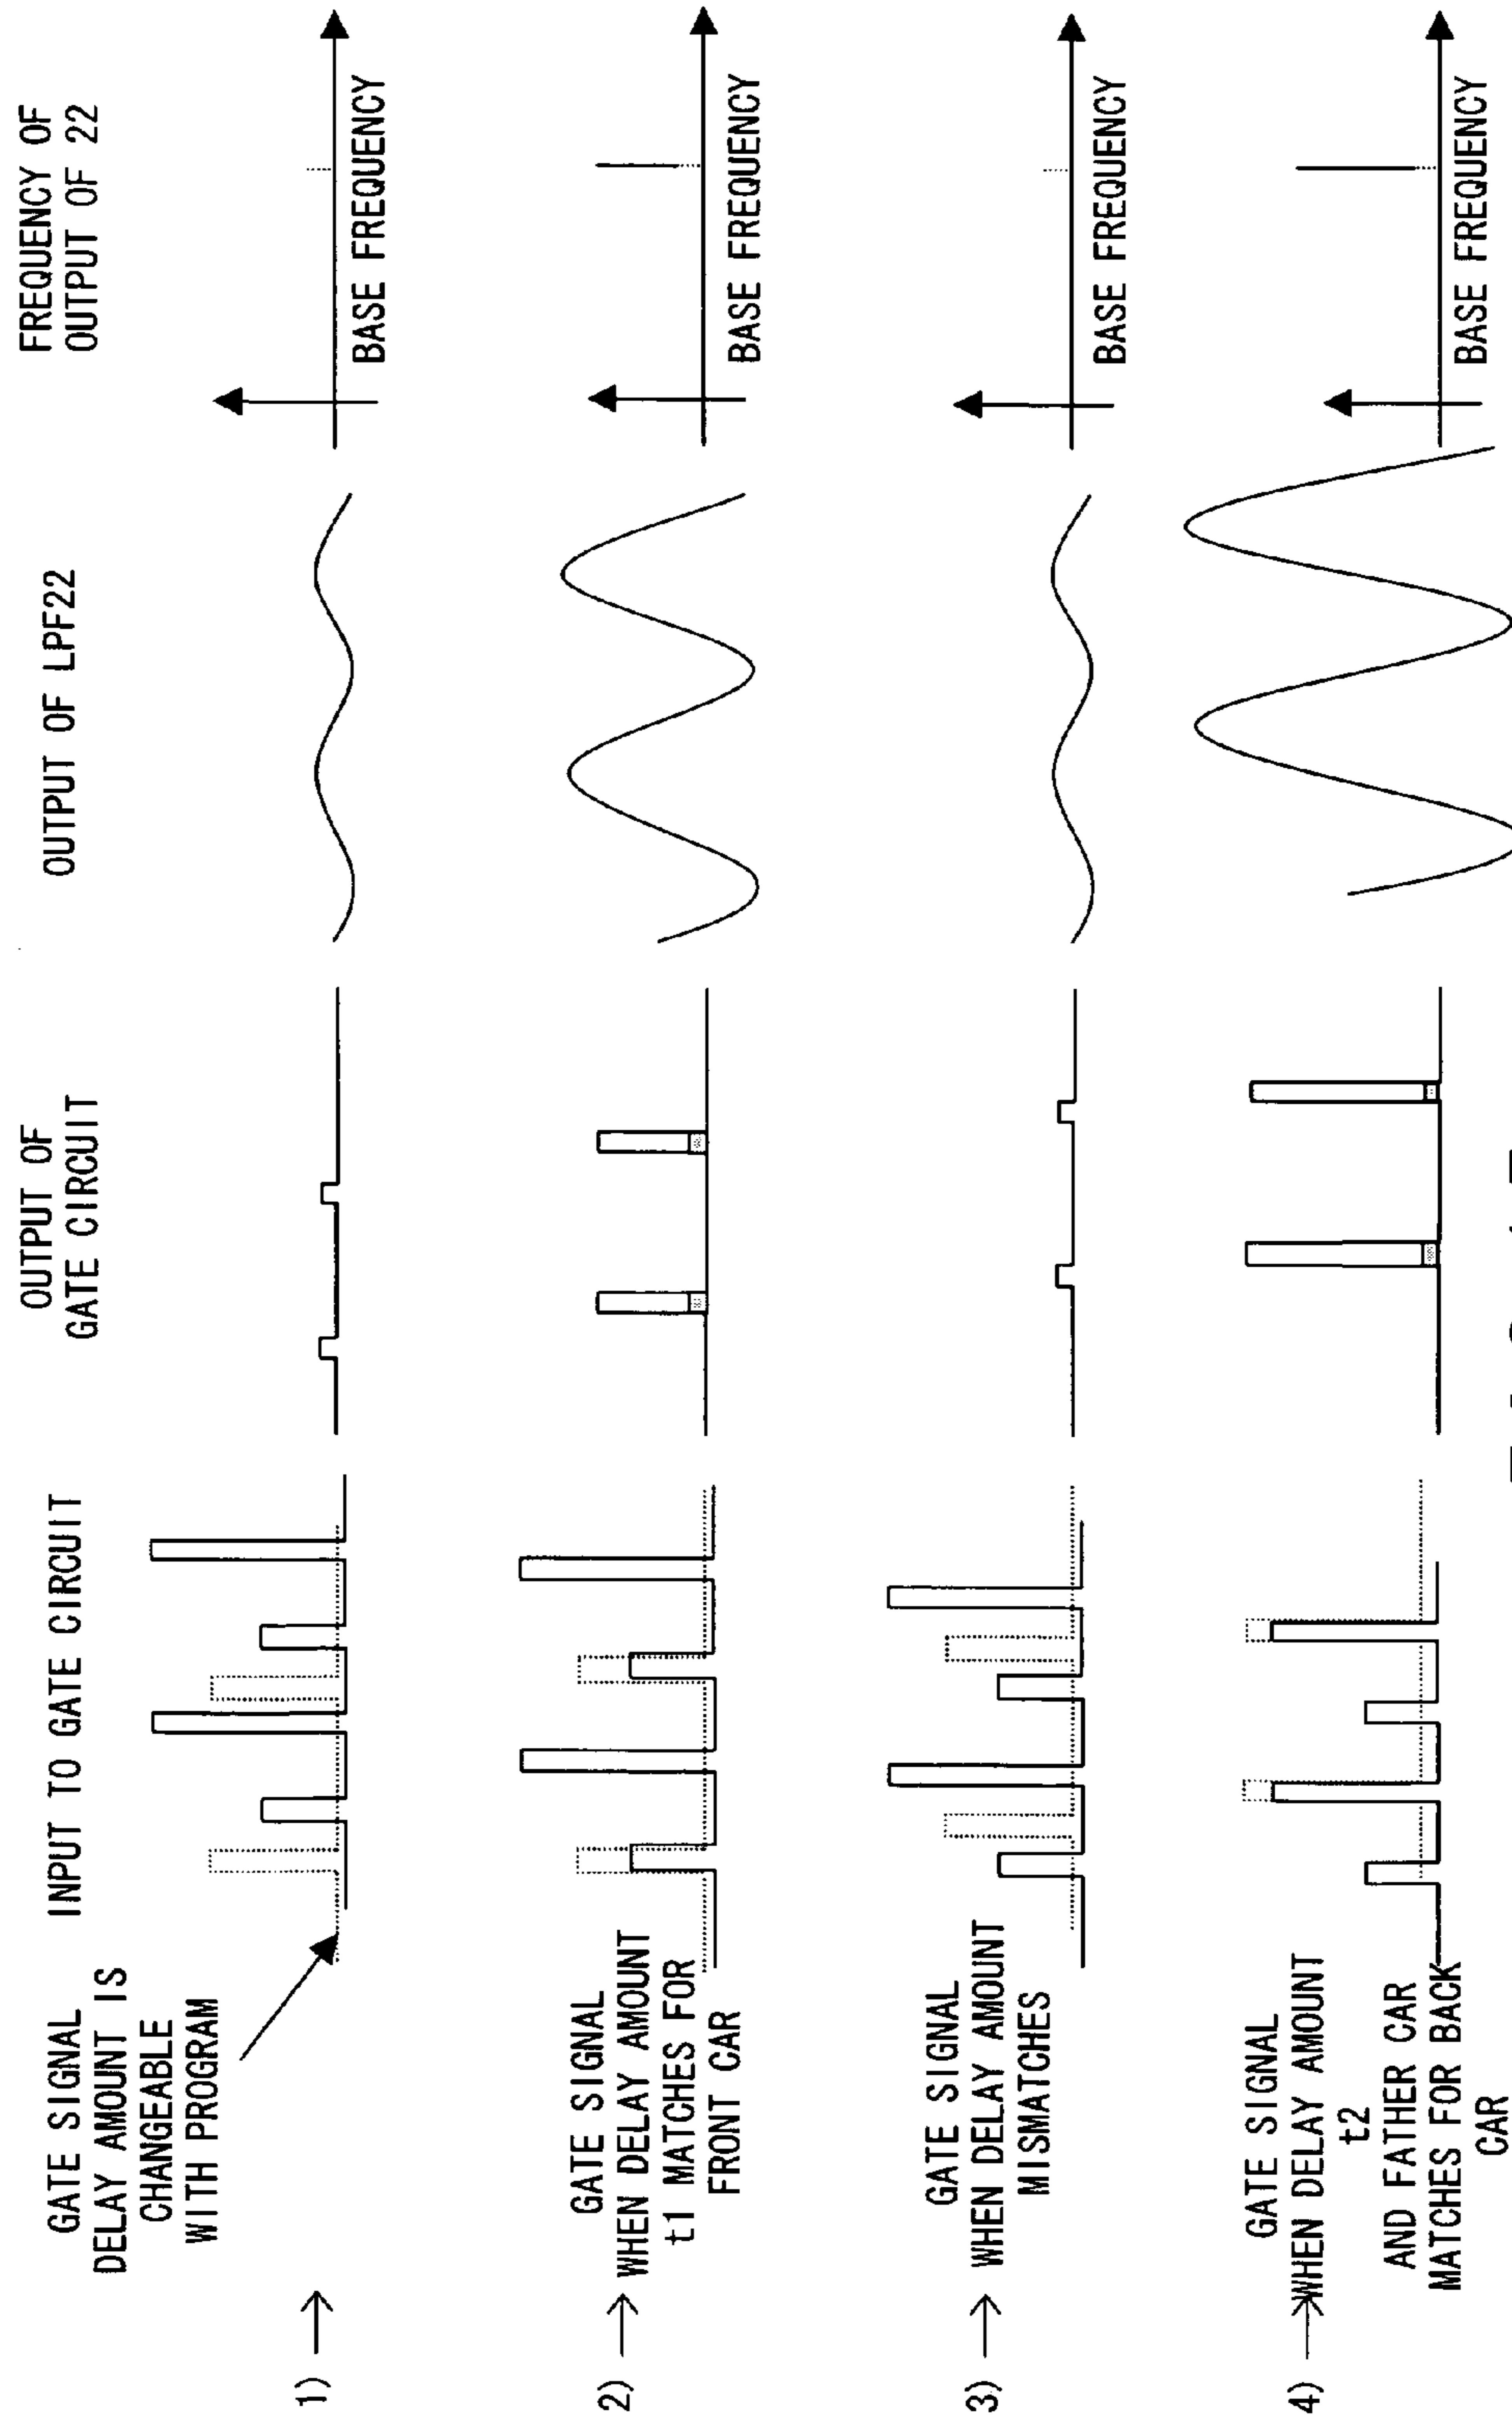 GATE SIGNAL
DELAY AMOUNT IS
CHANGEABLE
WITH PROGRAM
INPUT TO GATE CIRCUIT
OUTPUT OF
GATE CIRCUIT
OUTPUT OF LPF22
FREQUENCY OF
OUTPUT OF 22
1)
BASE FREQUENCY
2)
GATE SIGNAL
WHEN DELAY AMOUNT
t1 MATCHES FOR
FRONT CAR
BASE FREQUENCY
3)
GATE SIGNAL
WHEN DELAY AMOUNT
MISMATCHES
BASE FREQUENCY
4)
GATE SIGNAL
WHEN DELAY AMOUNT
t2
AND FATHER CAR
MATCHES FOR BACK
CAR
BASE FREQUENCY